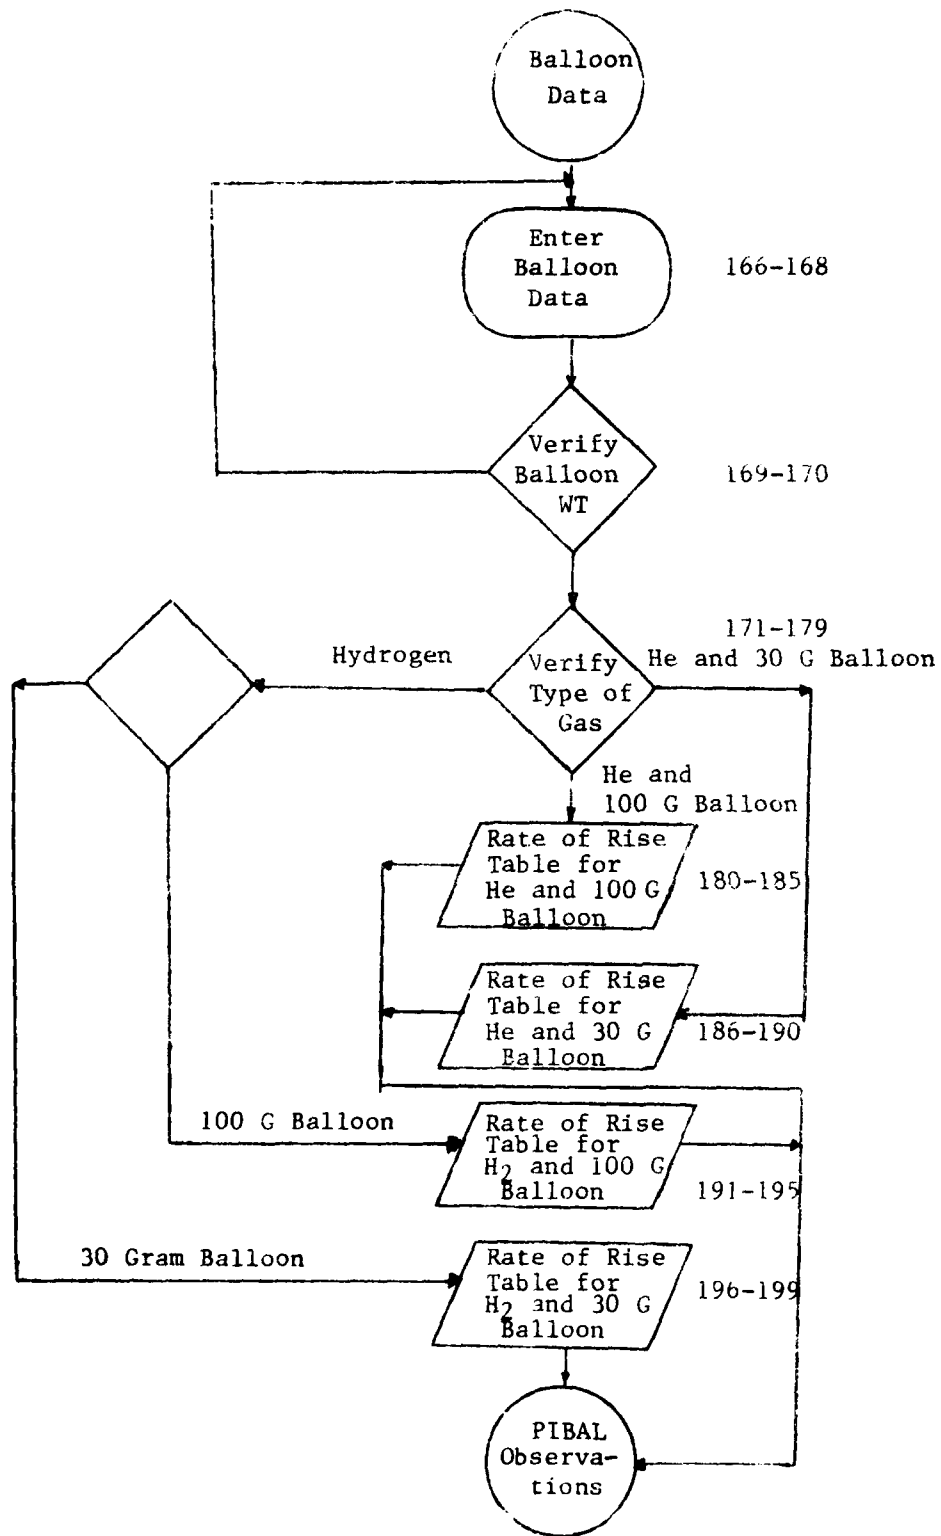 Balloon
Data
Enter
Balloon
Data
166-168
Verify
Balloon
WT
169-170
171-179
Hydrogen
Verify
Type of
Gas
He and 30 G Balloon
He and
100 G Balloon
Rate of Rise
Table for
He and 100 G
Balloon
180-185
Rate of Rise
Table for
He and 30 G
Balloon
186-190
100 G Balloon
Rate of Rise
Table for
H2 and 100 G
Balloon
191-195
30 Gram Balloon
Rate of Rise
Table for
H2 and 30 G
Balloon
196-199
PIBAL
Observa-
tions